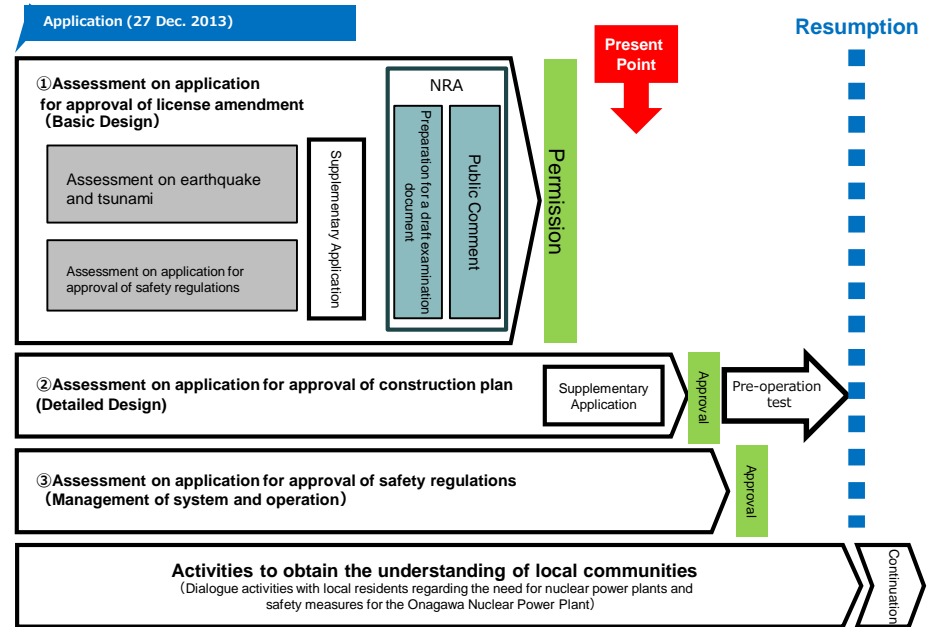 Application (27 Dec. 2013)
Resumption
Present
Point
①Assessment on application
for approval of license amendment
（Basic Design）
Assessment on earthquake
and tsunami
Assessment on application for
approval of safety regulations
Supplementary Application
NRA
Preparation for a draft examination
document
Public Comment
Permission
②Assessment on application for approval of construction plan
(Detailed Design)
Supplementary
Application
Approval
Pre-operation
test
③Assessment on application for approval of safety regulations
（Management of system and operation）
Approval
Activities to obtain the understanding of local communities
（Dialogue activities with local residents regarding the need for nuclear power plants and
safety measures for the Onagawa Nuclear Power Plant）
Continuation